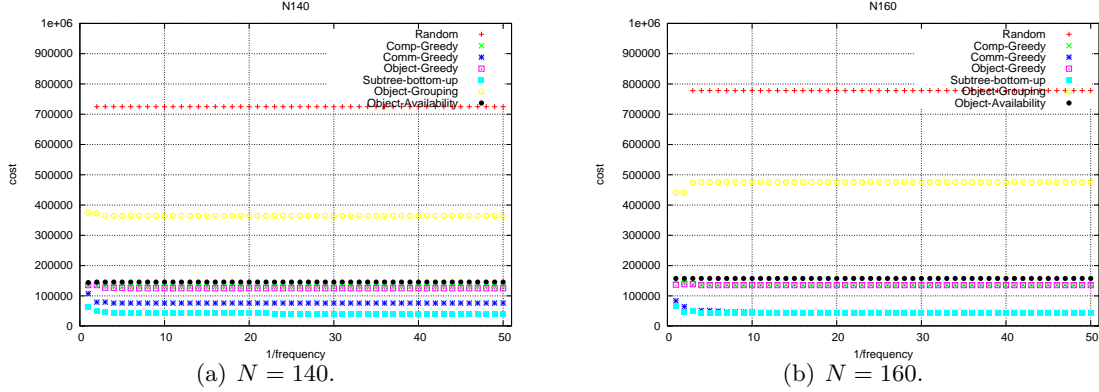 N140
1e+06
900000
800000
700000
600000
500000
400000
300000
200000
100000
0
cost
Random
Comp-Greedy
Comm-Greedy
Object-Greedy
Subtree-bottom-up
Object-Grouping
Object-Availability
0 10 20 30 40 50
1/frequency
(a) N = 140.
N160
1e+06
900000
800000
700000
600000
500000
400000
300000
200000
100000
0
cost
Random
Comp-Greedy
Comm-Greedy
Object-Greedy
Subtree-bottom-up
Object-Grouping
Object-Availability
0 10 20 30 40 50
1/frequency
(b) N = 160.